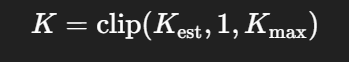 K = clip(K_est, 1, K_max)